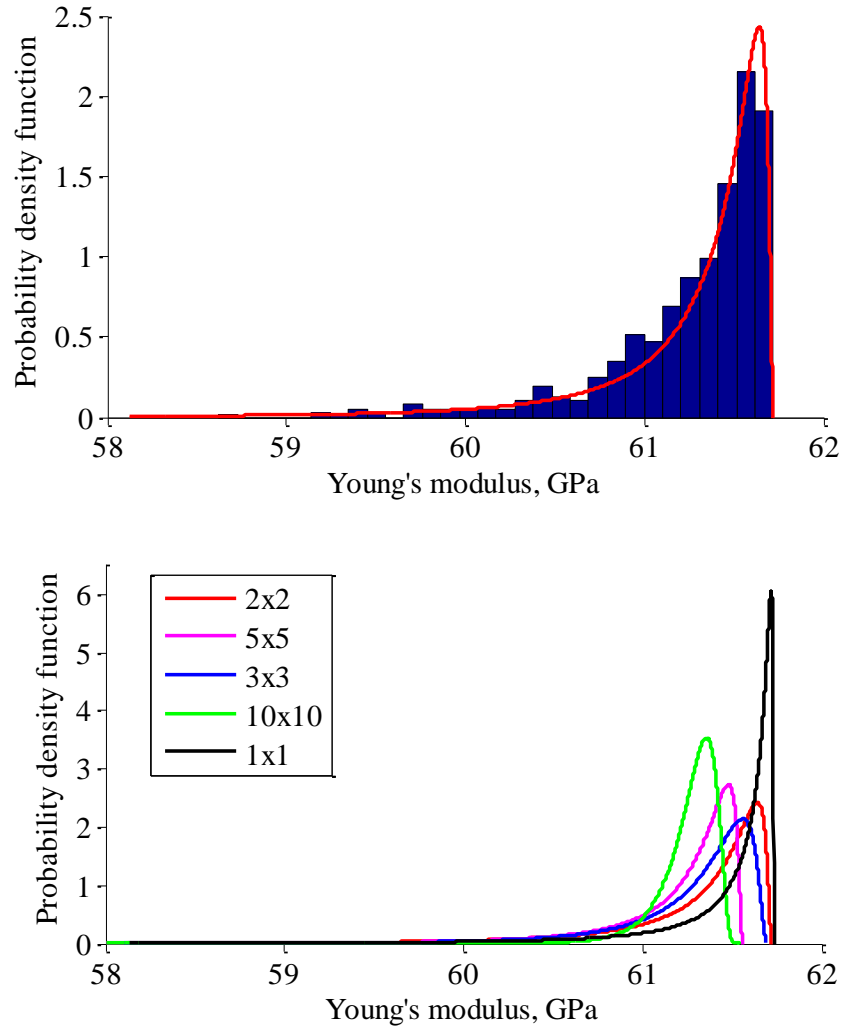 Probability density function
2.5
2
1.5
1
0.5
0
58
59
60
61
62
Young's modulus, GPa
Probability density function
6
5
4
3
2
1
0
2x2
5x5
3x3
10x10
1x1
58
59
60
61
62
Young's modulus, GPa